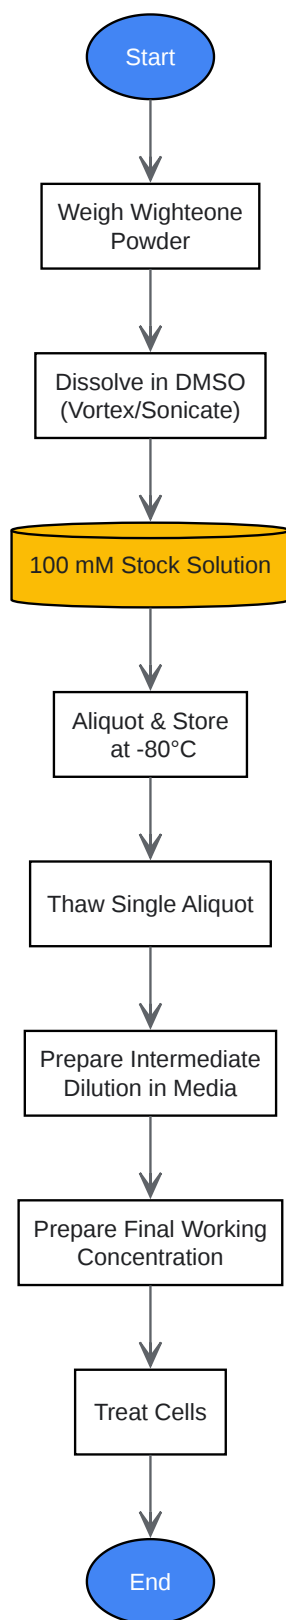 Start
Weigh Wighteone
Powder
Dissolve in DMSO
(Vortex/Sonicate)
100 mM Stock Solution
Aliquot & Store
at -80°C
Thaw Single Aliquot
Prepare Intermediate
Dilution in Media
Prepare Final Working
Concentration
Treat Cells
End